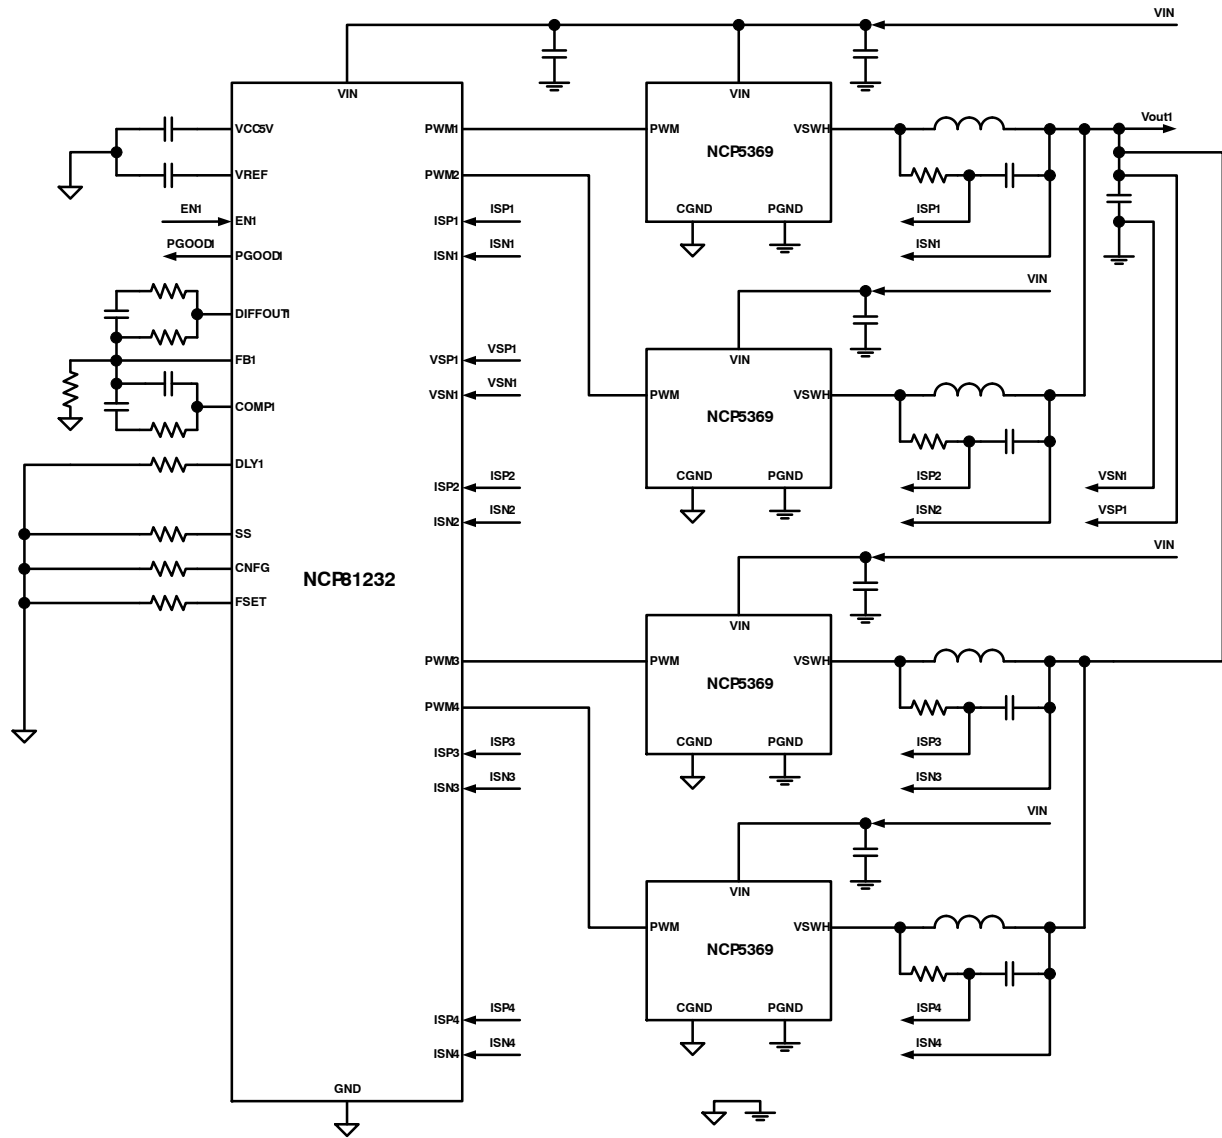 VIN
VIN
VIN
VCC5V
PWM1
PWM
VSWH
Vout1
NCP5369
VREF
PWM2
EN1
EN1
ISP1
ISP1
CGND
PGND
ISP1
PGOOD1
PGOOD1
ISN1
ISN1
ISN1
VIN
DIFFOUT1
FB1
VSP1
VSP1
VIN
COMP1
VSN1
VSN1
PWM
VSWH
NCP5369
DLY1
ISP2
ISP2
CGND
PGND
ISP2
VSN1
ISN2
ISN2
ISN2
VSP1
SS
VIN
CNFG
NCP81232
FSET
VIN
PWM3
PWM
VSWH
NCP5369
PWM4
ISP3
ISP3
CGND
PGND
ISP3
ISN3
ISN3
ISN3
VIN
VIN
PWM
VSWH
NCP5369
ISP4
ISP4
CGND
PGND
ISP4
ISN4
ISN4
ISN4
GND